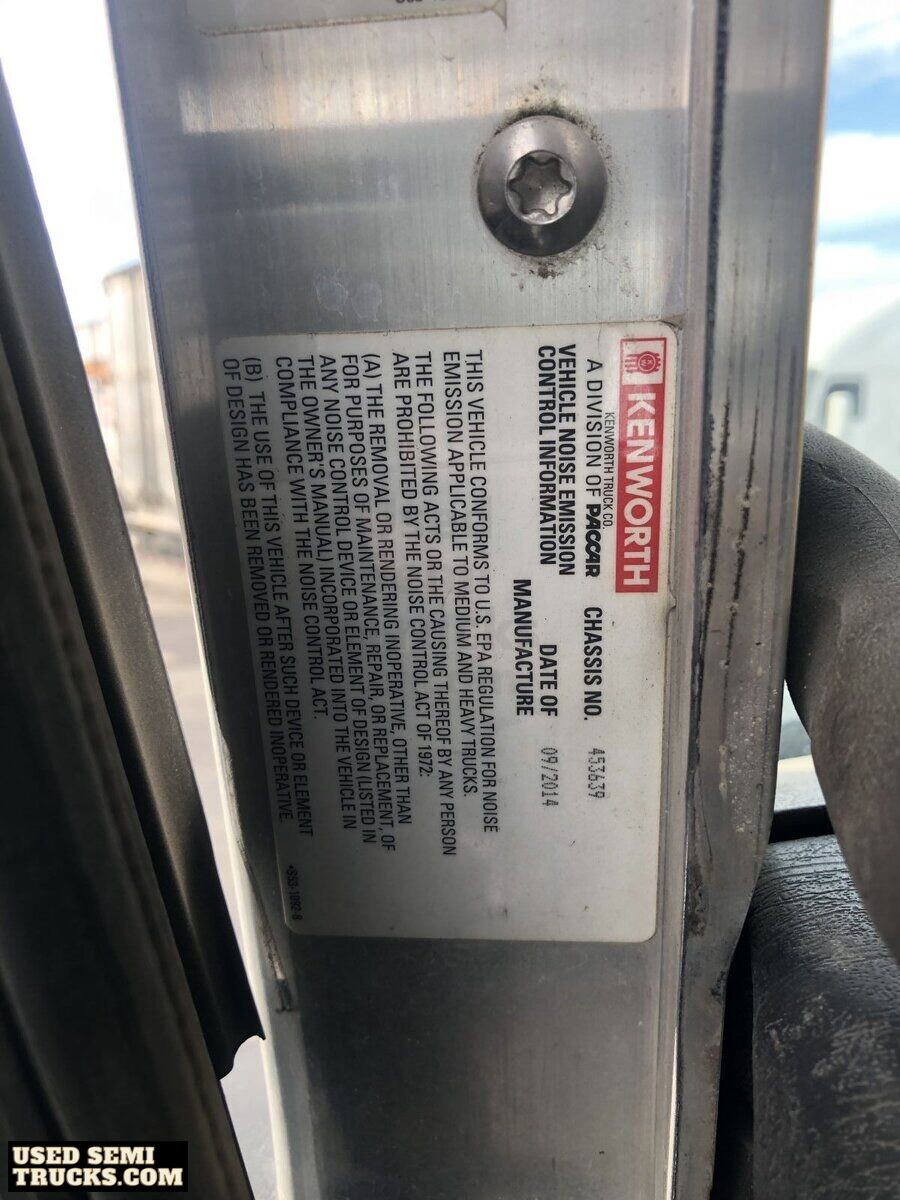 KENWORTH
KENWORTH TRUCK CO.
A DIVISION OF PACCAR
CHASSIS NO. 453639
VEHICLE NOISE EMISSION
CONTROL INFORMATION
DATE OF
MANUFACTURE
09/2014
THIS VEHICLE CONFORMS TO U.S. EPA REGULATION FOR NOISE
EMISSION APPLICABLE TO MEDIUM AND HEAVY TRUCKS.
THE FOLLOWING ACTS OR THE CAUSING THEREOF BY ANY PERSON
ARE PROHIBITED BY THE NOISE CONTROL ACT OF 1972:
(A) THE REMOVAL OR RENDERING INOPERATIVE, OTHER THAN
FOR PURPOSES OF MAINTENANCE, REPAIR, OR REPLACEMENT, OF
ANY NOISE CONTROL DEVICE OR ELEMENT OF DESIGN (LISTED IN
THE OWNER'S MANUAL) INCORPORATED INTO THE VEHICLE IN
COMPLIANCE WITH THE NOISE CONTROL ACT.
(B) THE USE OF THIS VEHICLE AFTER SUCH DEVICE OR ELEMENT
OF DESIGN HAS BEEN REMOVED OR RENDERED INOPERATIVE.
S53-1092-8
USED SEMI
TRUCKS.COM